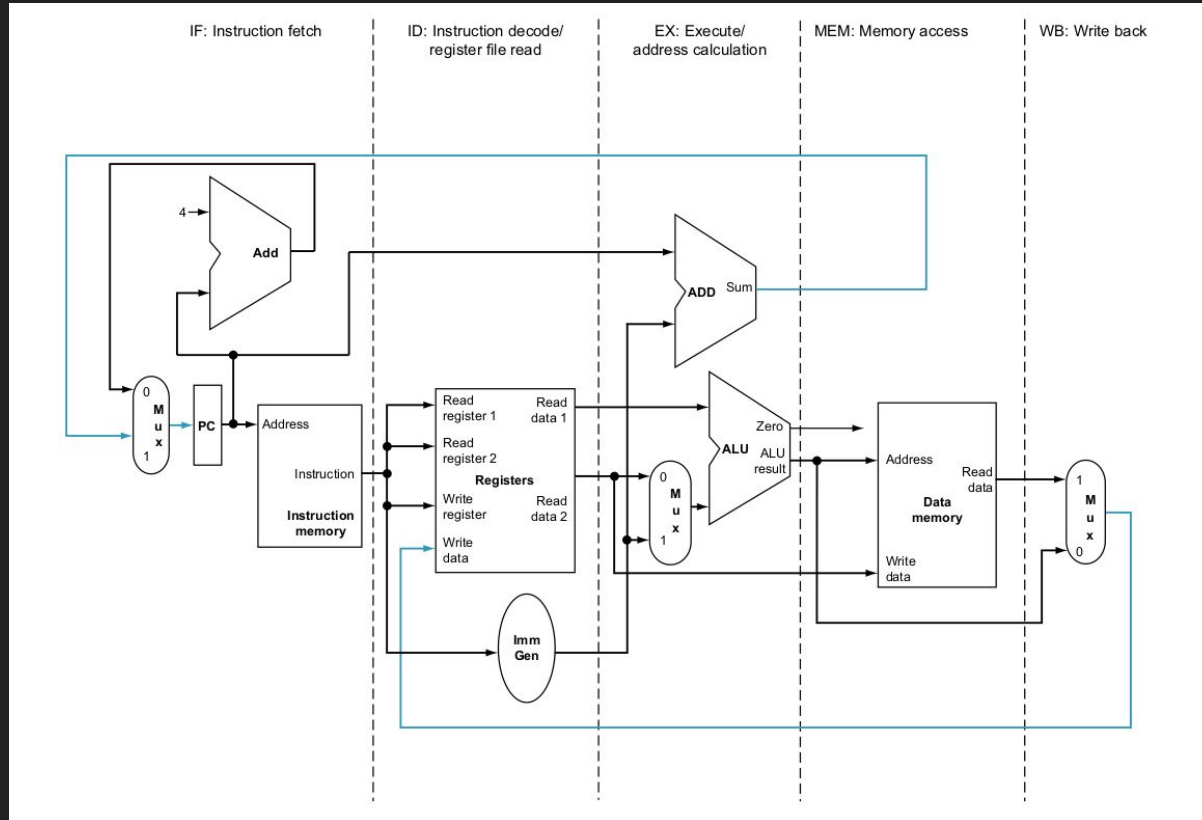 IF: Instruction fetch
ID: Instruction decode/
register file read
EX: Execute/
address calculation
MEM: Memory access
WB: Write back
4
Add
ADD
Sum
0
M
u
x
1
PC
Address
Instruction
Instruction
memory
Read
register 1
Read
register 2
Write
register
Write
data
Registers
Read
data 1
Read
data 2
Imm
Gen
0
M
u
x
1
Zero
ALU
ALU
result
Address
Read
data
Data
memory
Write
data
1
M
u
x
0